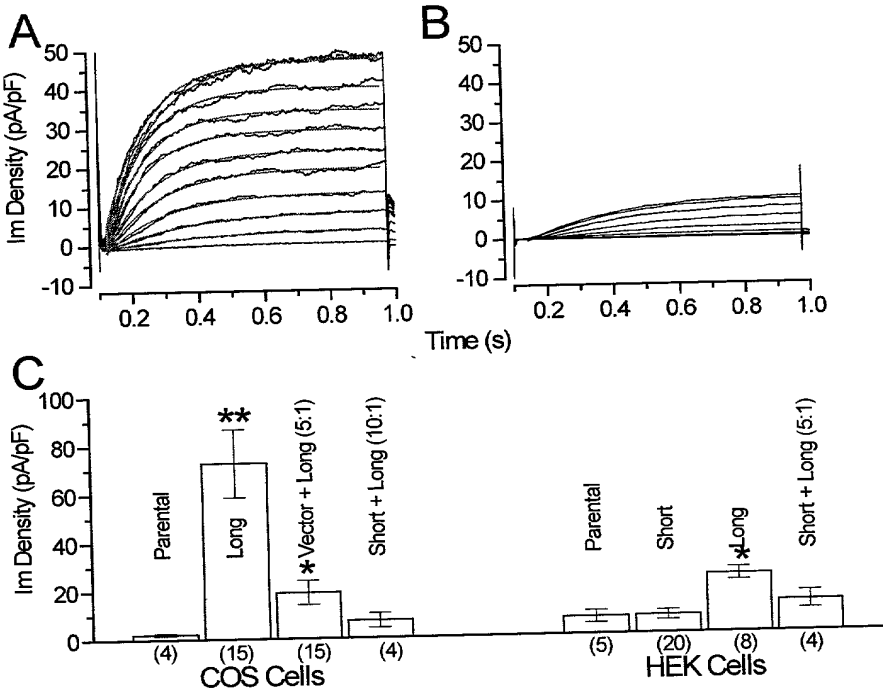 A
Im Density (pA/pF)
50
40
30
20
10
0
-10
0.2
0.4
0.6
0.8
1.0
B
50
40
30
20
10
0
-10
0.2
0.4
0.6
0.8
1.0
Time (s)
C
Im Density (pA/pF)
100
80
60
40
20
0
Parental
**
Long
Vector + Long (5:1)
*
Short + Long (10:1)
Parental
Short
Long
*
Short + Long (5:1)
(4)
(15)
(15)
(4)
(5)
(20)
(8)
(4)
COS Cells
HEK Cells